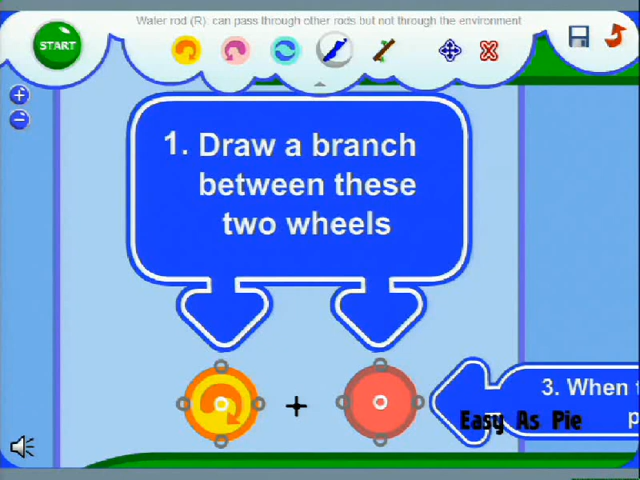 Water rod (R): can pass through other rods but not through the environment
START
1. Draw a branch
between these
two wheels
3. When
Easy As Pie